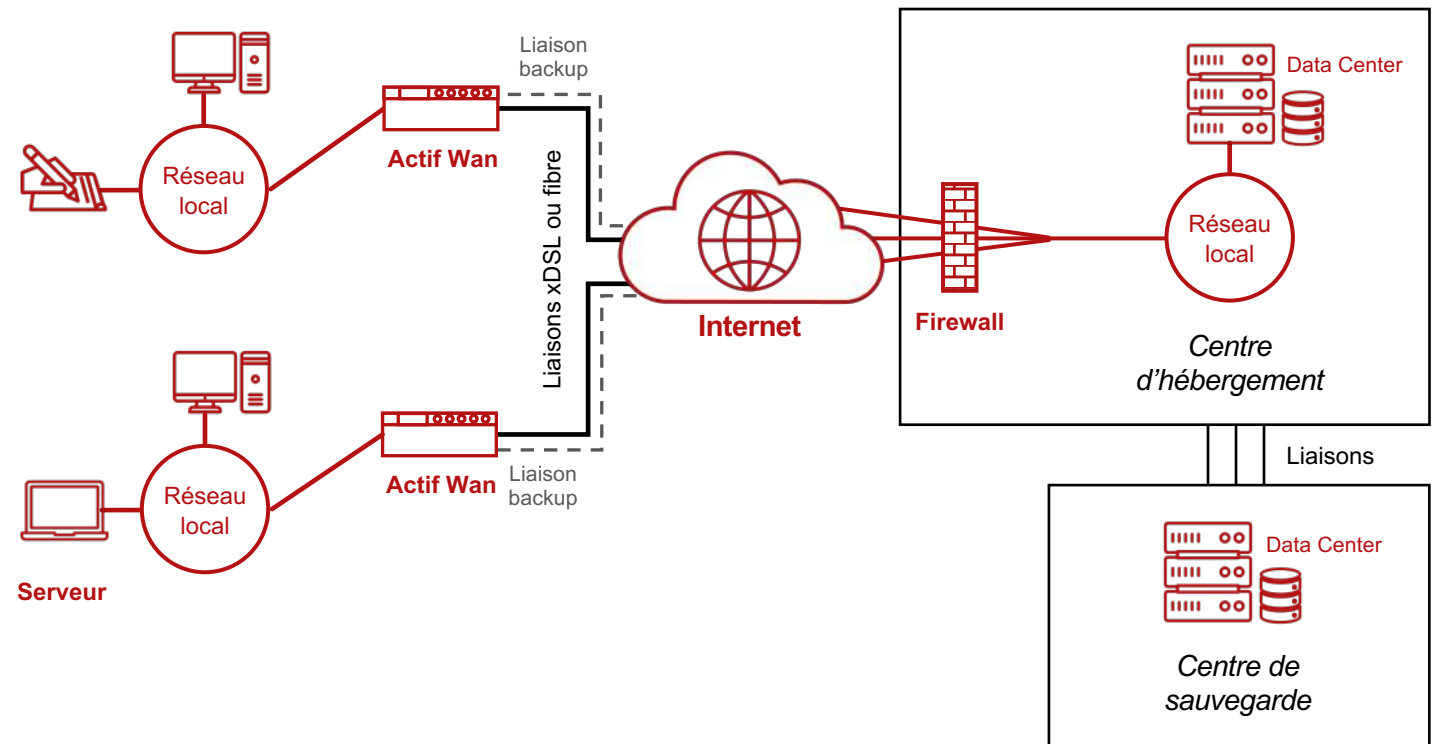 Liaison
backup
Data Center
Actif Wan
Réseau
local
Liaisons xDSL ou fibre
Réseau
local
Internet
Firewall
Centre
d’hébergement
Liaisons
Actif Wan
Liaison
backup
Réseau
local
Serveur
Data Center
Centre de
sauvegarde